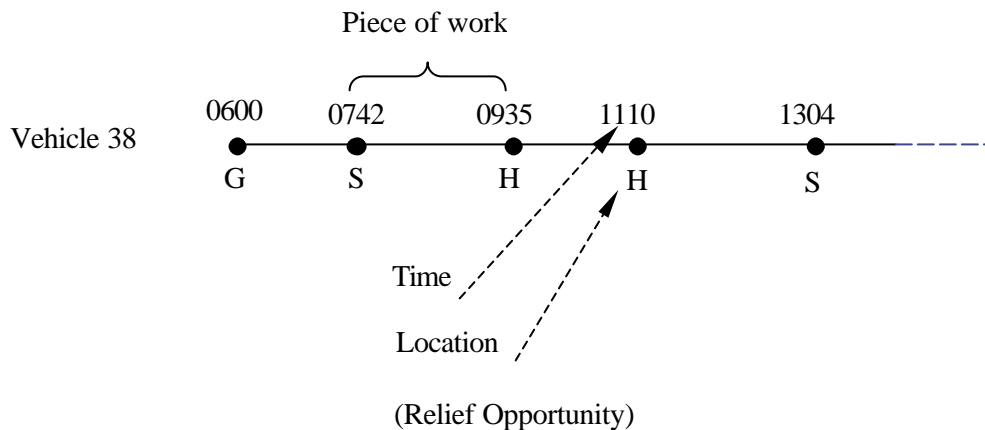 Piece of work
0600 0742 0935 1110 1304
Vehicle 38
G S H H S
Time
Location
(Relief Opportunity)